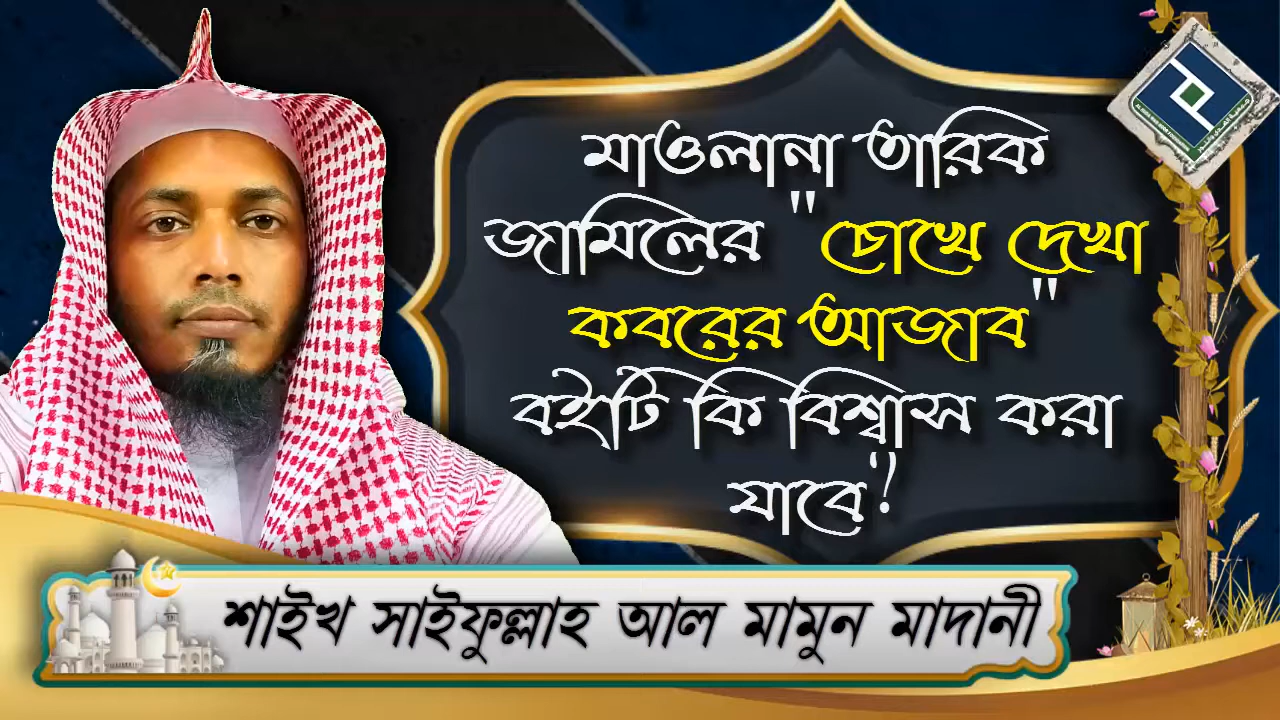 মাওলানা তারিক
জামিলের "চোখে দেখা
কবরের আজাব"
বইটি কি বিশ্বাস করা
যাবে?
শাইখ সাইফুল্লাহ আল মামুন মাদানী